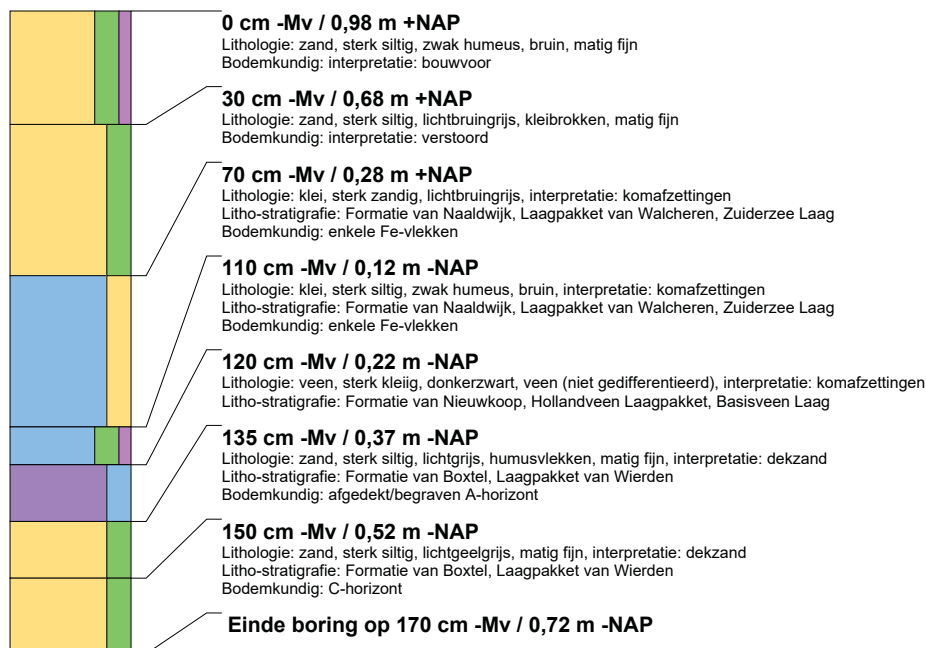 0 cm -Mv / 0,98 m +NAP
Lithologie: zand, sterk siltig, zwak humeus, bruin, matig fijn
Bodemkundig: interpretatie: bouwvoor
30 cm -Mv / 0,68 m +NAP
Lithologie: zand, sterk siltig, lichtbruingrijs, kleibrokken, matig fijn
Bodemkundig: interpretatie: verstoord
70 cm -Mv / 0,28 m +NAP
Lithologie: klei, sterk zandig, lichtbruingrijs, interpretatie: komafzettingen
Litho-stratigrafie: Formatie van Naaldwijk, Laagpakket van Walcheren, Zuiderzee Laag
Bodemkundig: enkele Fe-vlekken
110 cm -Mv / 0,12 m -NAP
Lithologie: klei, sterk siltig, zwak humeus, bruin, interpretatie: komafzettingen
Litho-stratigrafie: Formatie van Naaldwijk, Laagpakket van Walcheren, Zuiderzee Laag
Bodemkundig: enkele Fe-vlekken
120 cm -Mv / 0,22 m -NAP
Lithologie: veen, sterk kleiig, donkerzwart, veen (niet gedifferentieerd), interpretatie: komafzettingen
Litho-stratigrafie: Formatie van Nieuwkoop, Hollandveen Laagpakket, Basisveen Laag
135 cm -Mv / 0,37 m -NAP
Lithologie: zand, sterk siltig, lichtgrijs, humusvlekken, matig fijn, interpretatie: dekzand
Litho-stratigrafie: Formatie van Boxtel, Laagpakket van Wierden
Bodemkundig: afgedekt/begraven A-horizont
150 cm -Mv / 0,52 m -NAP
Lithologie: zand, sterk siltig, lichtgeelgrijs, matig fijn, interpretatie: dekzand
Litho-stratigrafie: Formatie van Boxtel, Laagpakket van Wierden
Bodemkundig: C-horizont
Einde boring op 170 cm -Mv / 0,72 m -NAP